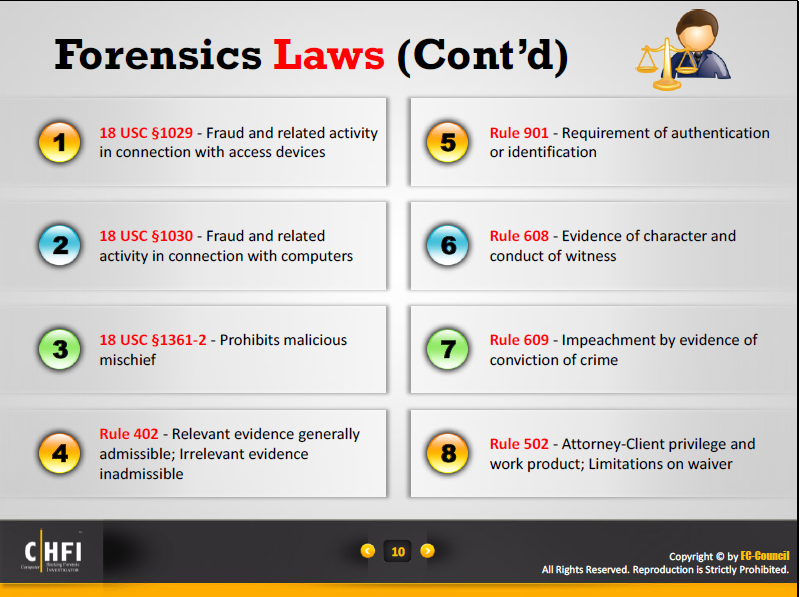 Forensics Laws (Cont’d)
1
18 USC §1029 - Fraud and related activity
in connection with access devices
2
18 USC §1030 - Fraud and related
activity in connection with computers
3
18 USC §1361-2 - Prohibits malicious
mischief
4
Rule 402 - Relevant evidence generally
admissible; Irrelevant evidence
inadmissible
5
Rule 901 - Requirement of authentication
or identification
6
Rule 608 - Evidence of character and
conduct of witness
7
Rule 609 - Impeachment by evidence of
conviction of crime
8
Rule 502 - Attorney-Client privilege and
work product; Limitations on waiver
CHFI
Computer Hacking Forensic
INVESTIGATOR
10
Copyright © by EC-Council
All Rights Reserved. Reproduction is Strictly Prohibited.